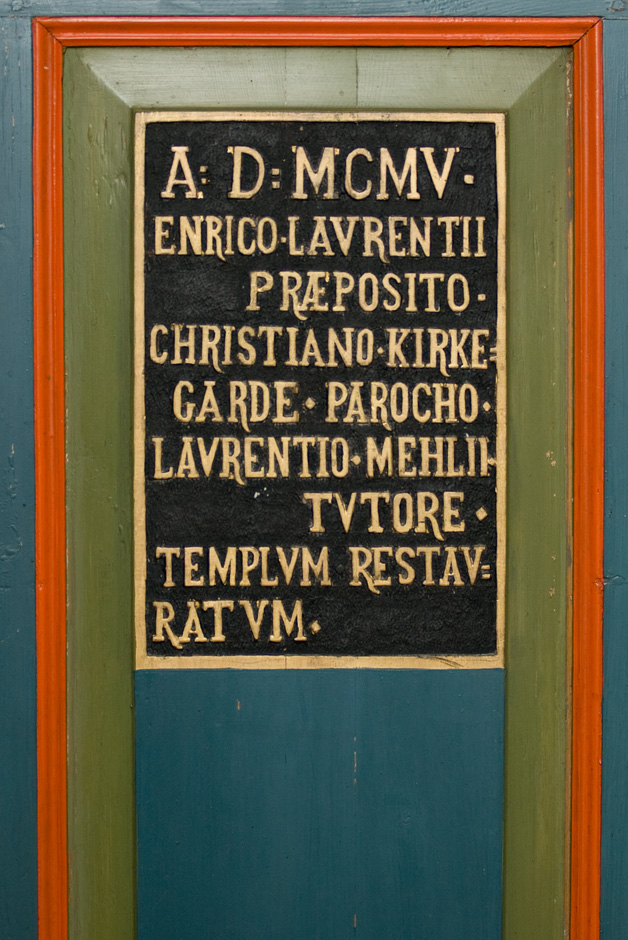 A: D: MCMV·
ENRICO·LAVRENTII
PRÆPOSITO·
CHRISTIANO·KIRKE=
GARDE·PAROCHO·
LAVRENTIO·MEHLII·
TVTORE·
TEMPLVM RESTAV=
RATVM·